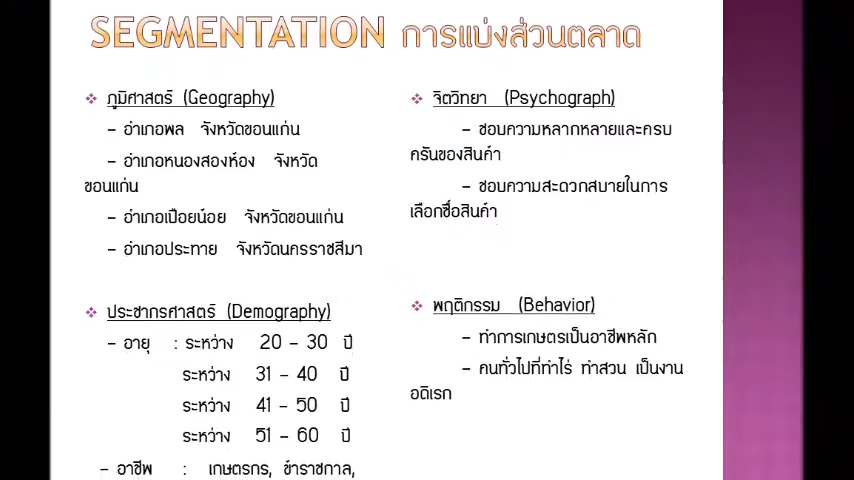 SEGMENTATION การแบ่งส่วนตลาด
❖ ภูมิศาสตร์ (Geography)
– อำเภอพล จังหวัดขอนแก่น
– อำเภอหนองสองห้อง จังหวัด
ขอนแก่น
– อำเภอเปือยน้อย จังหวัดขอนแก่น
– อำเภอประทาย จังหวัดนครราชสีมา
❖ ประชากรศาสตร์ (Demography)
– อายุ : ระหว่าง 20 – 30 ปี
ระหว่าง 31 – 40 ปี
ระหว่าง 41 – 50 ปี
ระหว่าง 51 – 60 ปี
– อาชีพ : เกษตรกร, ข้าราชกาล,
❖ จิตวิทยา (Psychograph)
– ชอบความหลากหลายและครบ
ครันของสินค้า
– ชอบความสะดวกสบายในการ
เลือกซื้อสินค้า
❖ พฤติกรรม (Behavior)
– ทำการเกษตรเป็นอาชีพหลัก
– คนทั่วไปที่ทำไร่ ทำสวน เป็นงาน
อดิเรก